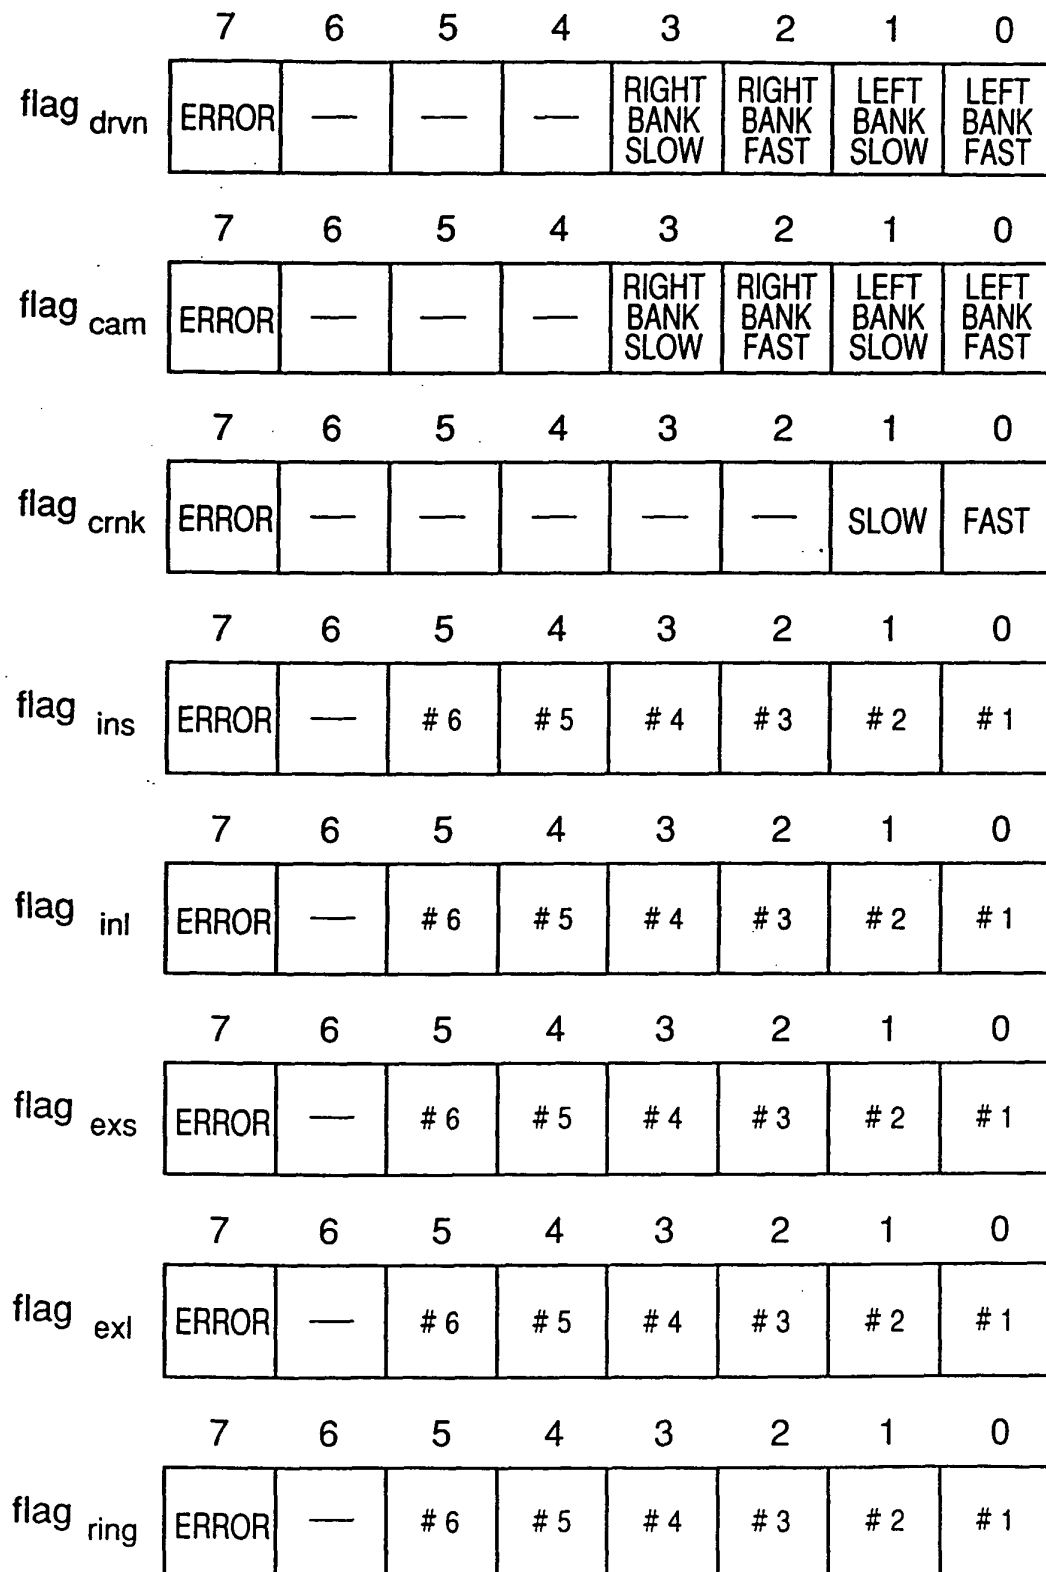 7 6 5 4 3 2 1 0
flag drvn ERROR — — — RIGHT BANK SLOW RIGHT BANK FAST LEFT BANK SLOW LEFT BANK FAST
7 6 5 4 3 2 1 0
flag cam ERROR — — — RIGHT BANK SLOW RIGHT BANK FAST LEFT BANK SLOW LEFT BANK FAST
7 6 5 4 3 2 1 0
flag crnk ERROR — — — — — SLOW FAST
7 6 5 4 3 2 1 0
flag ins ERROR — #6 #5 #4 #3 #2 #1
7 6 5 4 3 2 1 0
flag inl ERROR — #6 #5 #4 #3 #2 #1
7 6 5 4 3 2 1 0
flag exs ERROR — #6 #5 #4 #3 #2 #1
7 6 5 4 3 2 1 0
flag exl ERROR — #6 #5 #4 #3 #2 #1
7 6 5 4 3 2 1 0
flag ring ERROR — #6 #5 #4 #3 #2 #1